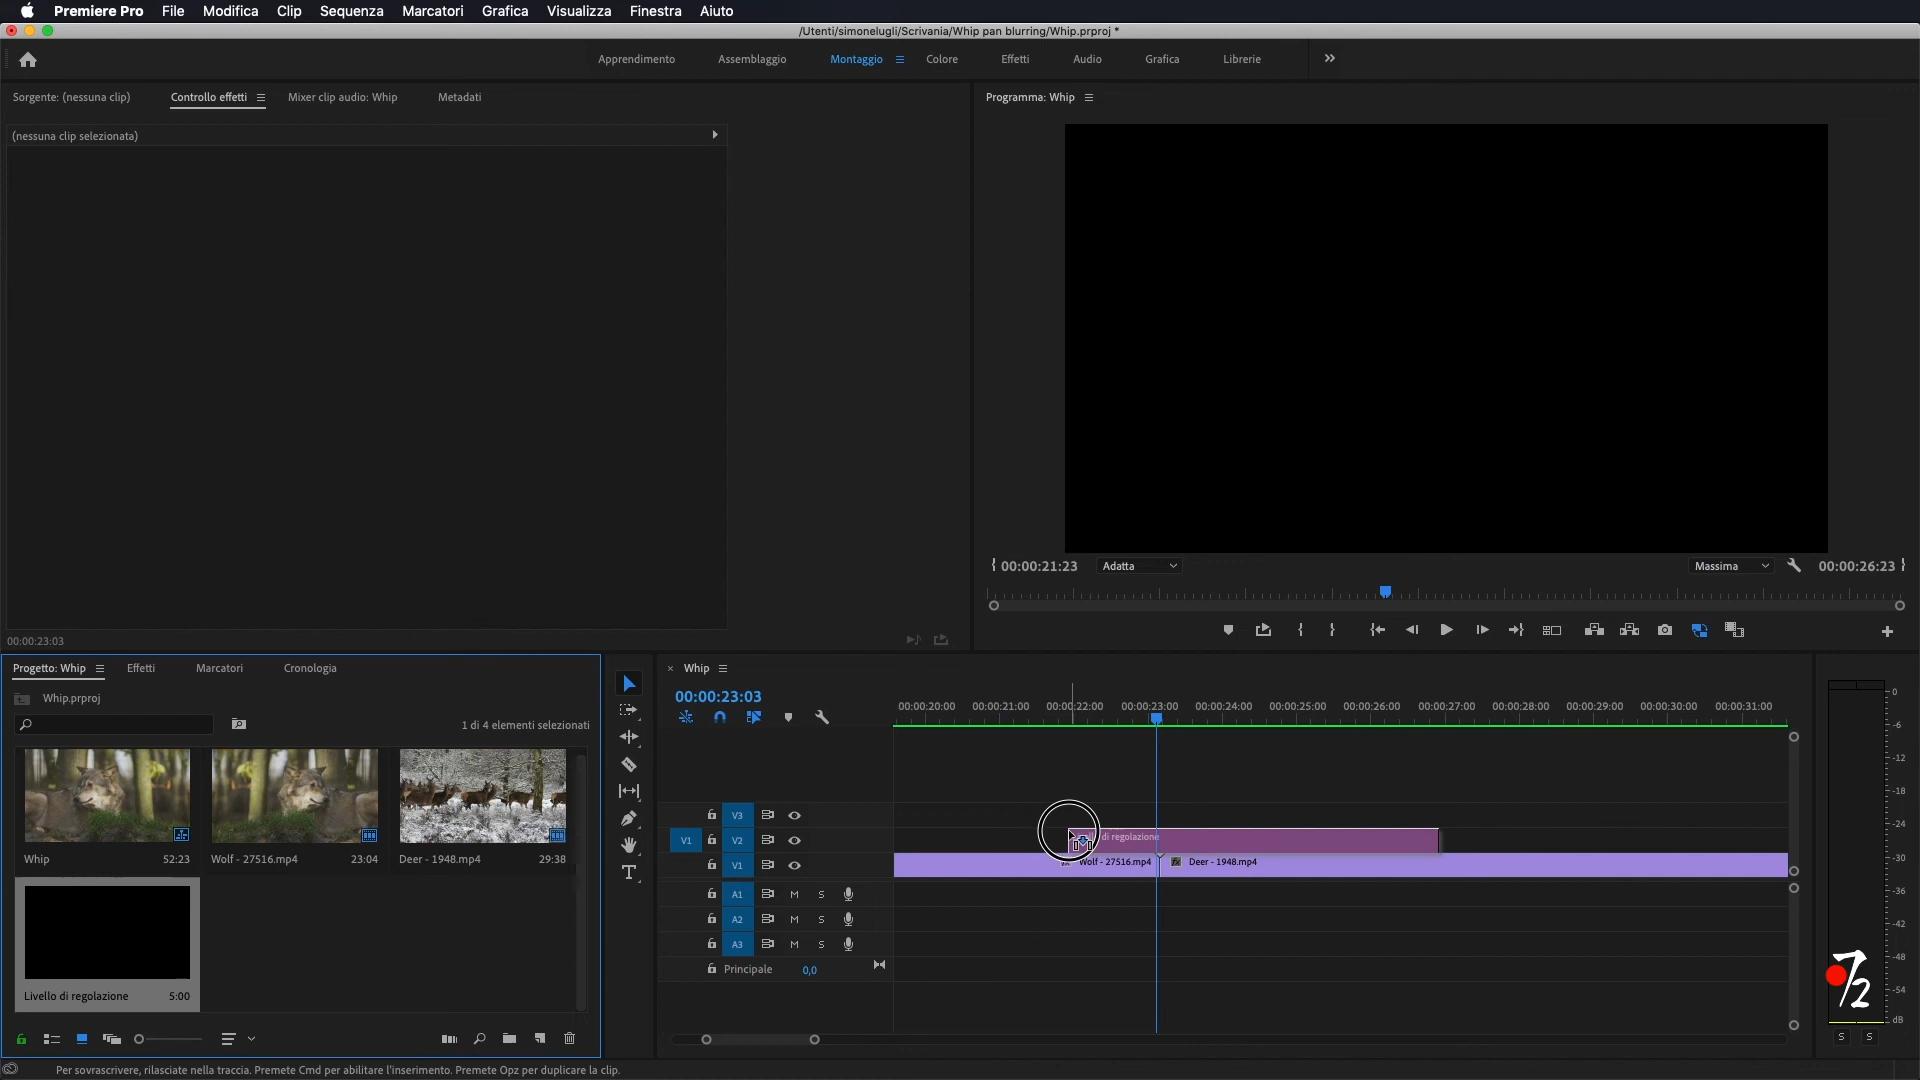 Premiere Pro File Modifica Clip Sequenza Marcatori Grafica Visualizza Finestra Aiuto
/Utenti/simonelugli/Scrivania/Whip pan blurring/Whip.prproj *
Apprendimento Assemblaggio Montaggio Colore Effetti Audio Grafica Librerie
Sorgente: (nessuna clip) Controllo effetti Mixer clip audio: Whip Metadati
(nessuna clip selezionata)
00:00:23:03
Programma: Whip
00:00:21:23 Adatta Massima 00:00:26:23
Progetto: Whip Effetti Marcatori Cronologia
Whip.prproj
1 di 4 elementi selezionati
Whip 52:23 Wolf - 27516.mp4 23:04 Deer - 1948.mp4 29:38
Livello di regolazione 5:00
× Whip
00:00:23:03
00:00:20:00 00:00:21:00 00:00:22:00 00:00:23:00 00:00:24:00 00:00:25:00 00:00:26:00 00:00:27:00 00:00:28:00 00:00:29:00 00:00:30:00 00:00:31:00
V3
V1 V2 di regolazione
V1 Wolf - 27516.mp4 fx Deer - 1948.mp4
A1 M S
A2 M S
A3 M S
Principale 0,0
0
-6
-12
-18
-24
-30
-36
-42
-48
-54
dB
S S
7/2
Per sovrascrivere, rilasciate nella traccia. Premete Cmd per abilitare l'inserimento. Premete Opz per duplicare la clip.